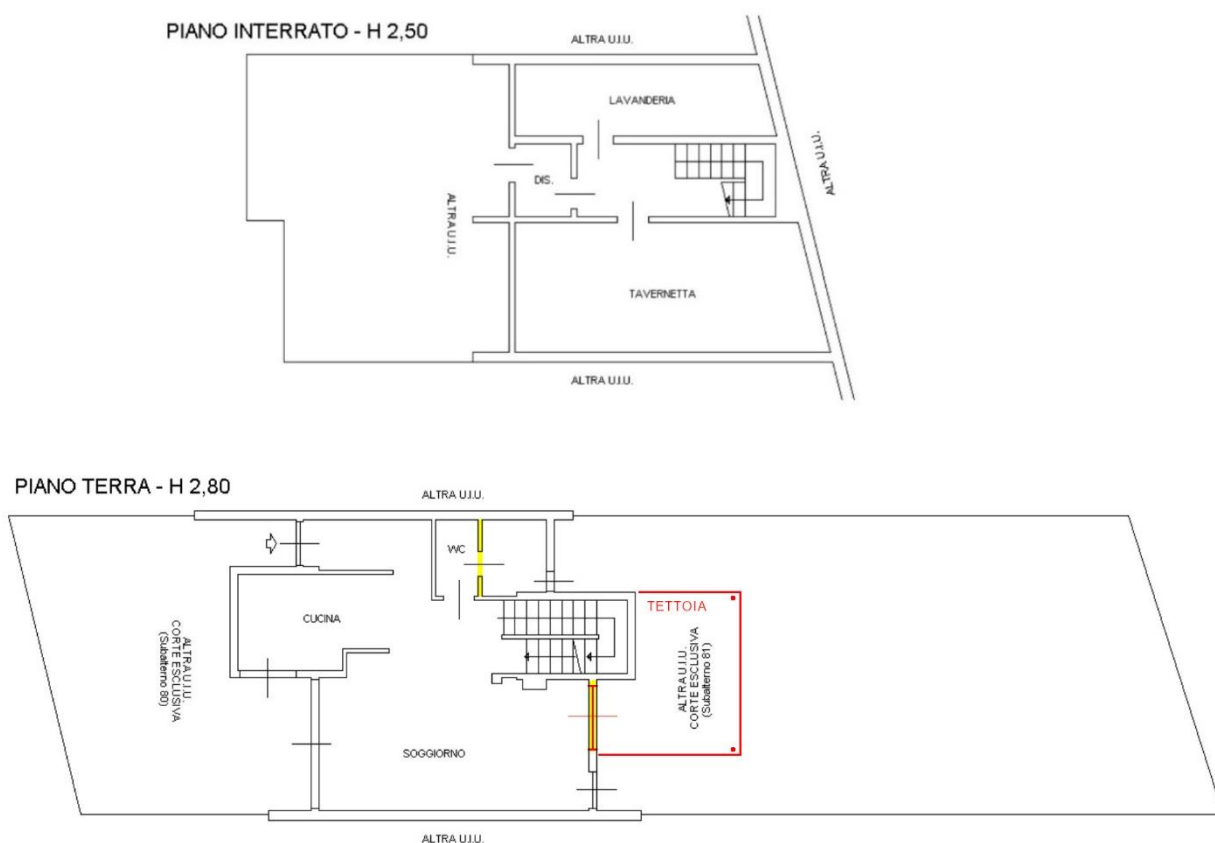 PIANO INTERRATO - H 2,50
ALTRA U.I.U.
LAVANDERIA
ALTRA U.I.U.
DIS.
ALTRA U.I.U.
TAVERNETTA
ALTRA U.I.U.
PIANO TERRA - H 2,80
ALTRA U.I.U.
WC
CUCINA
TETTOIA
ALTRA U.I.U.
CORTE ESCLUSIVA
(Subalterno 80)
ALTRA U.I.U.
CORTE ESCLUSIVA
(Subalterno 81)
SOGGIORNO
ALTRA U.I.U.